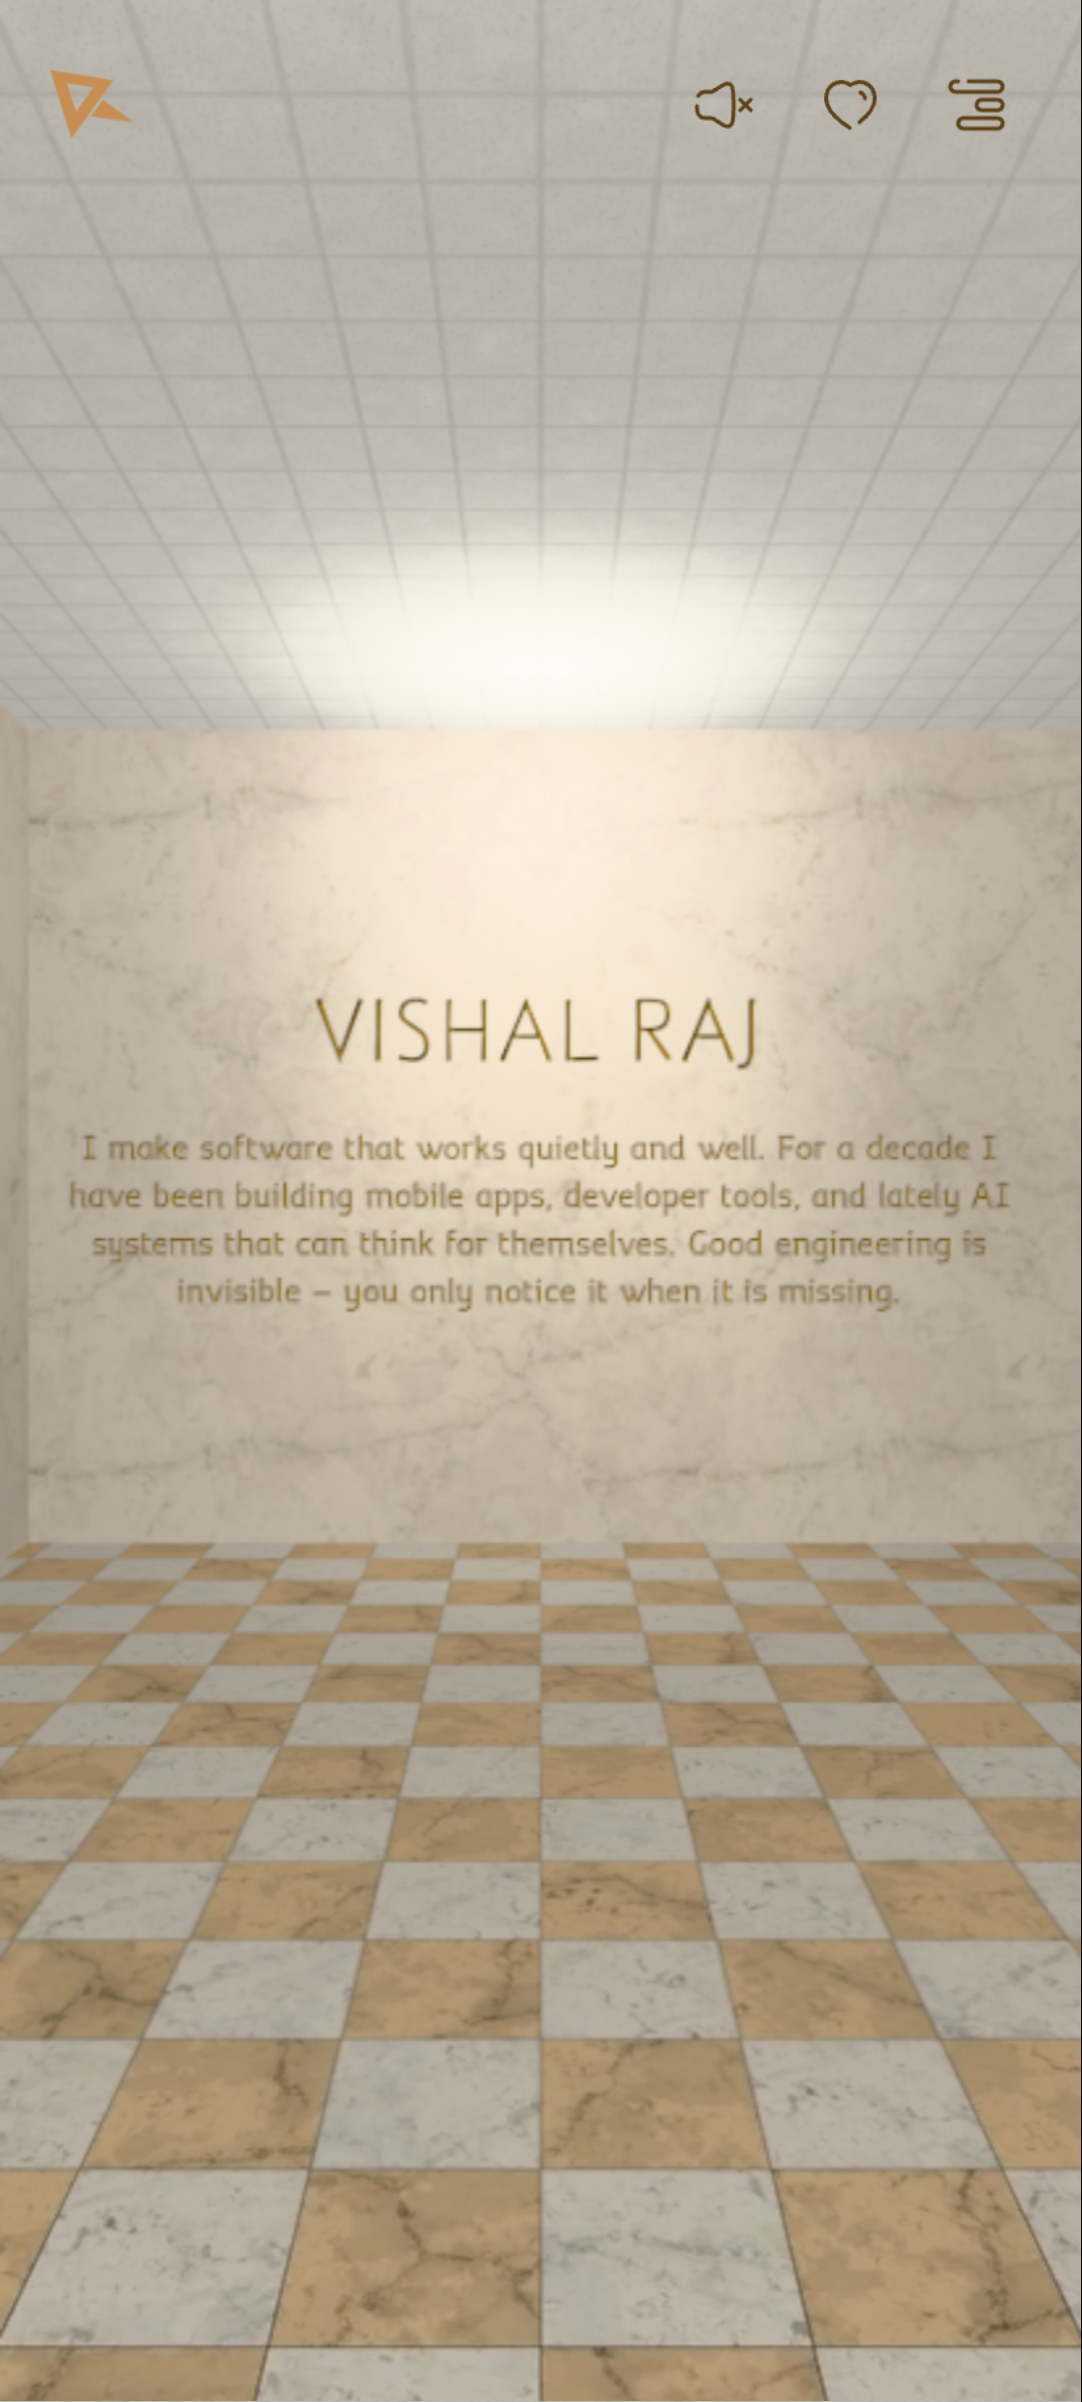 VISHAL RAJ
I make software that works quietly and well. For a decade I
have been building mobile apps, developer tools, and lately AI
systems that can think for themselves. Good engineering is
invisible – you only notice it when it is missing.